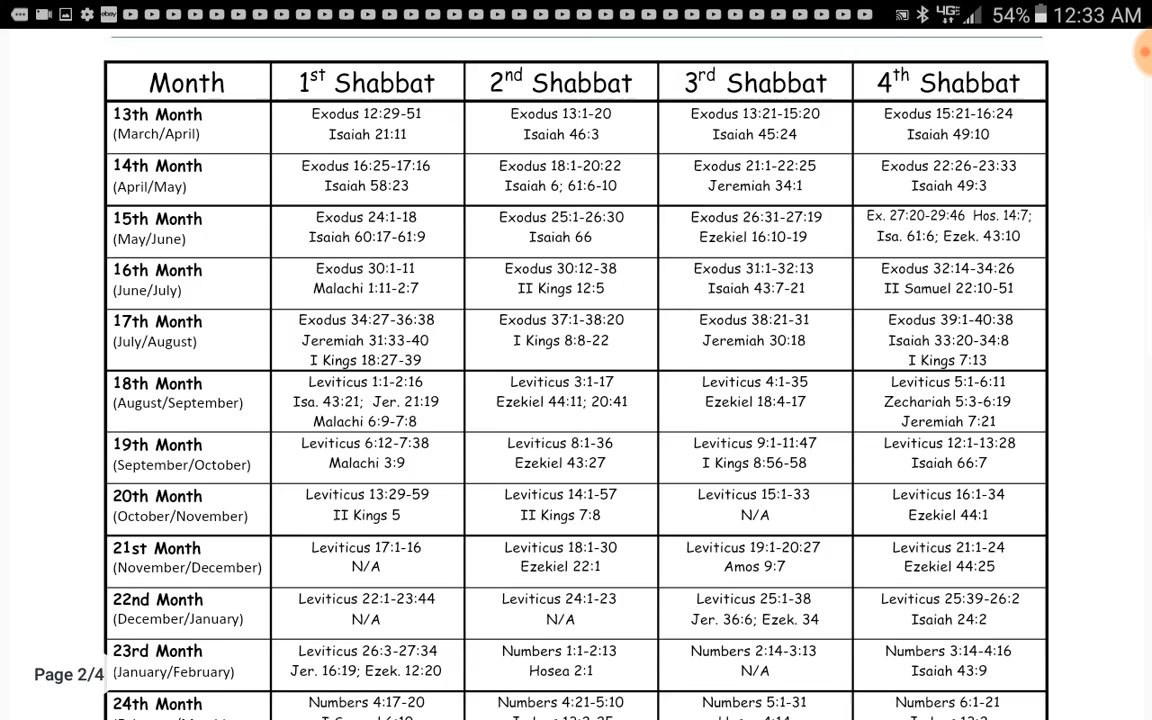 54% 12:33 AM
Month 1st Shabbat 2nd Shabbat 3rd Shabbat 4th Shabbat
13th Month Exodus 12:29-51 Exodus 13:1-20 Exodus 13:21-15:20 Exodus 15:21-16:24
(March/April) Isaiah 21:11 Isaiah 46:3 Isaiah 45:24 Isaiah 49:10
14th Month Exodus 16:25-17:16 Exodus 18:1-20:22 Exodus 21:1-22:25 Exodus 22:26-23:33
(April/May) Isaiah 58:23 Isaiah 6; 61:6-10 Jeremiah 34:1 Isaiah 49:3
15th Month Exodus 24:1-18 Exodus 25:1-26:30 Exodus 26:31-27:19 Ex. 27:20-29:46 Hos. 14:7;
(May/June) Isaiah 60:17-61:9 Isaiah 66 Ezekiel 16:10-19 Isa. 61:6; Ezek. 43:10
16th Month Exodus 30:1-11 Exodus 30:12-38 Exodus 31:1-32:13 Exodus 32:14-34:26
(June/July) Malachi 1:11-2:7 II Kings 12:5 Isaiah 43:7-21 II Samuel 22:10-51
17th Month Exodus 34:27-36:38 Exodus 37:1-38:20 Exodus 38:21-31 Exodus 39:1-40:38
(July/August) Jeremiah 31:33-40 I Kings 8:8-22 Jeremiah 30:18 Isaiah 33:20-34:8
I Kings 18:27-39 I Kings 7:13
18th Month Leviticus 1:1-2:16 Leviticus 3:1-17 Leviticus 4:1-35 Leviticus 5:1-6:11
(August/September) Isa. 43:21; Jer. 21:19 Ezekiel 44:11; 20:41 Ezekiel 18:4-17 Zechariah 5:3-6:19
Malachi 6:9-7:8 Jeremiah 7:21
19th Month Leviticus 6:12-7:38 Leviticus 8:1-36 Leviticus 9:1-11:47 Leviticus 12:1-13:28
(September/October) Malachi 3:9 Ezekiel 43:27 I Kings 8:56-58 Isaiah 66:7
20th Month Leviticus 13:29-59 Leviticus 14:1-57 Leviticus 15:1-33 Leviticus 16:1-34
(October/November) II Kings 5 II Kings 7:8 N/A Ezekiel 44:1
21st Month Leviticus 17:1-16 Leviticus 18:1-30 Leviticus 19:1-20:27 Leviticus 21:1-24
(November/December) N/A Ezekiel 22:1 Amos 9:7 Ezekiel 44:25
22nd Month Leviticus 22:1-23:44 Leviticus 24:1-23 Leviticus 25:1-38 Leviticus 25:39-26:2
(December/January) N/A N/A Jer. 36:6; Ezek. 34 Isaiah 24:2
23rd Month Leviticus 26:3-27:34 Numbers 1:1-2:13 Numbers 2:14-3:13 Numbers 3:14-4:16
Page 2/4 (January/February) Jer. 16:19; Ezek. 12:20 Hosea 2:1 N/A Isaiah 43:9
24th Month Numbers 4:17-20 Numbers 4:21-5:10 Numbers 5:1-31 Numbers 6:1-21